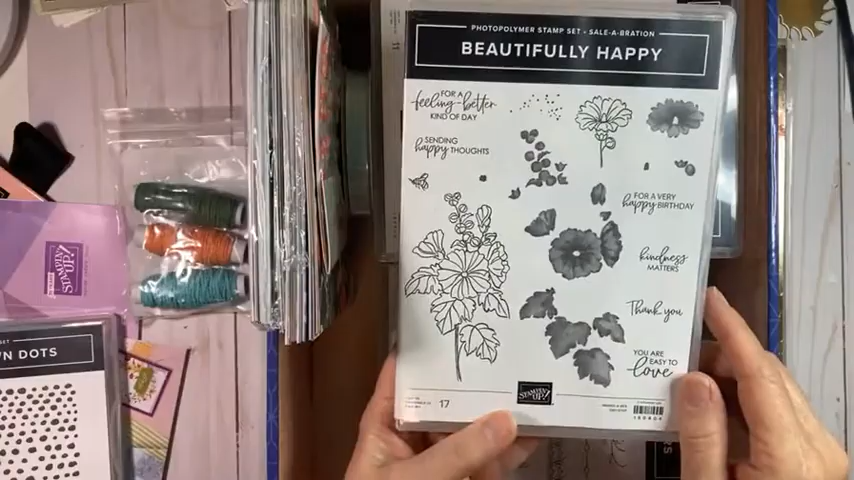 PHOTOPOLYMER STAMP SET • SALE-A-BRATION
BEAUTIFULLY HAPPY
FOR A
feeling-better
KIND OF DAY
SENDING
happy THOUGHTS
FOR A VERY
happy BIRTHDAY
kindness
MATTERS
Thank you
YOU ARE
EASY TO
love
17
STAMPIN' UP!
STAMPIN' UP!
N DOTS
S